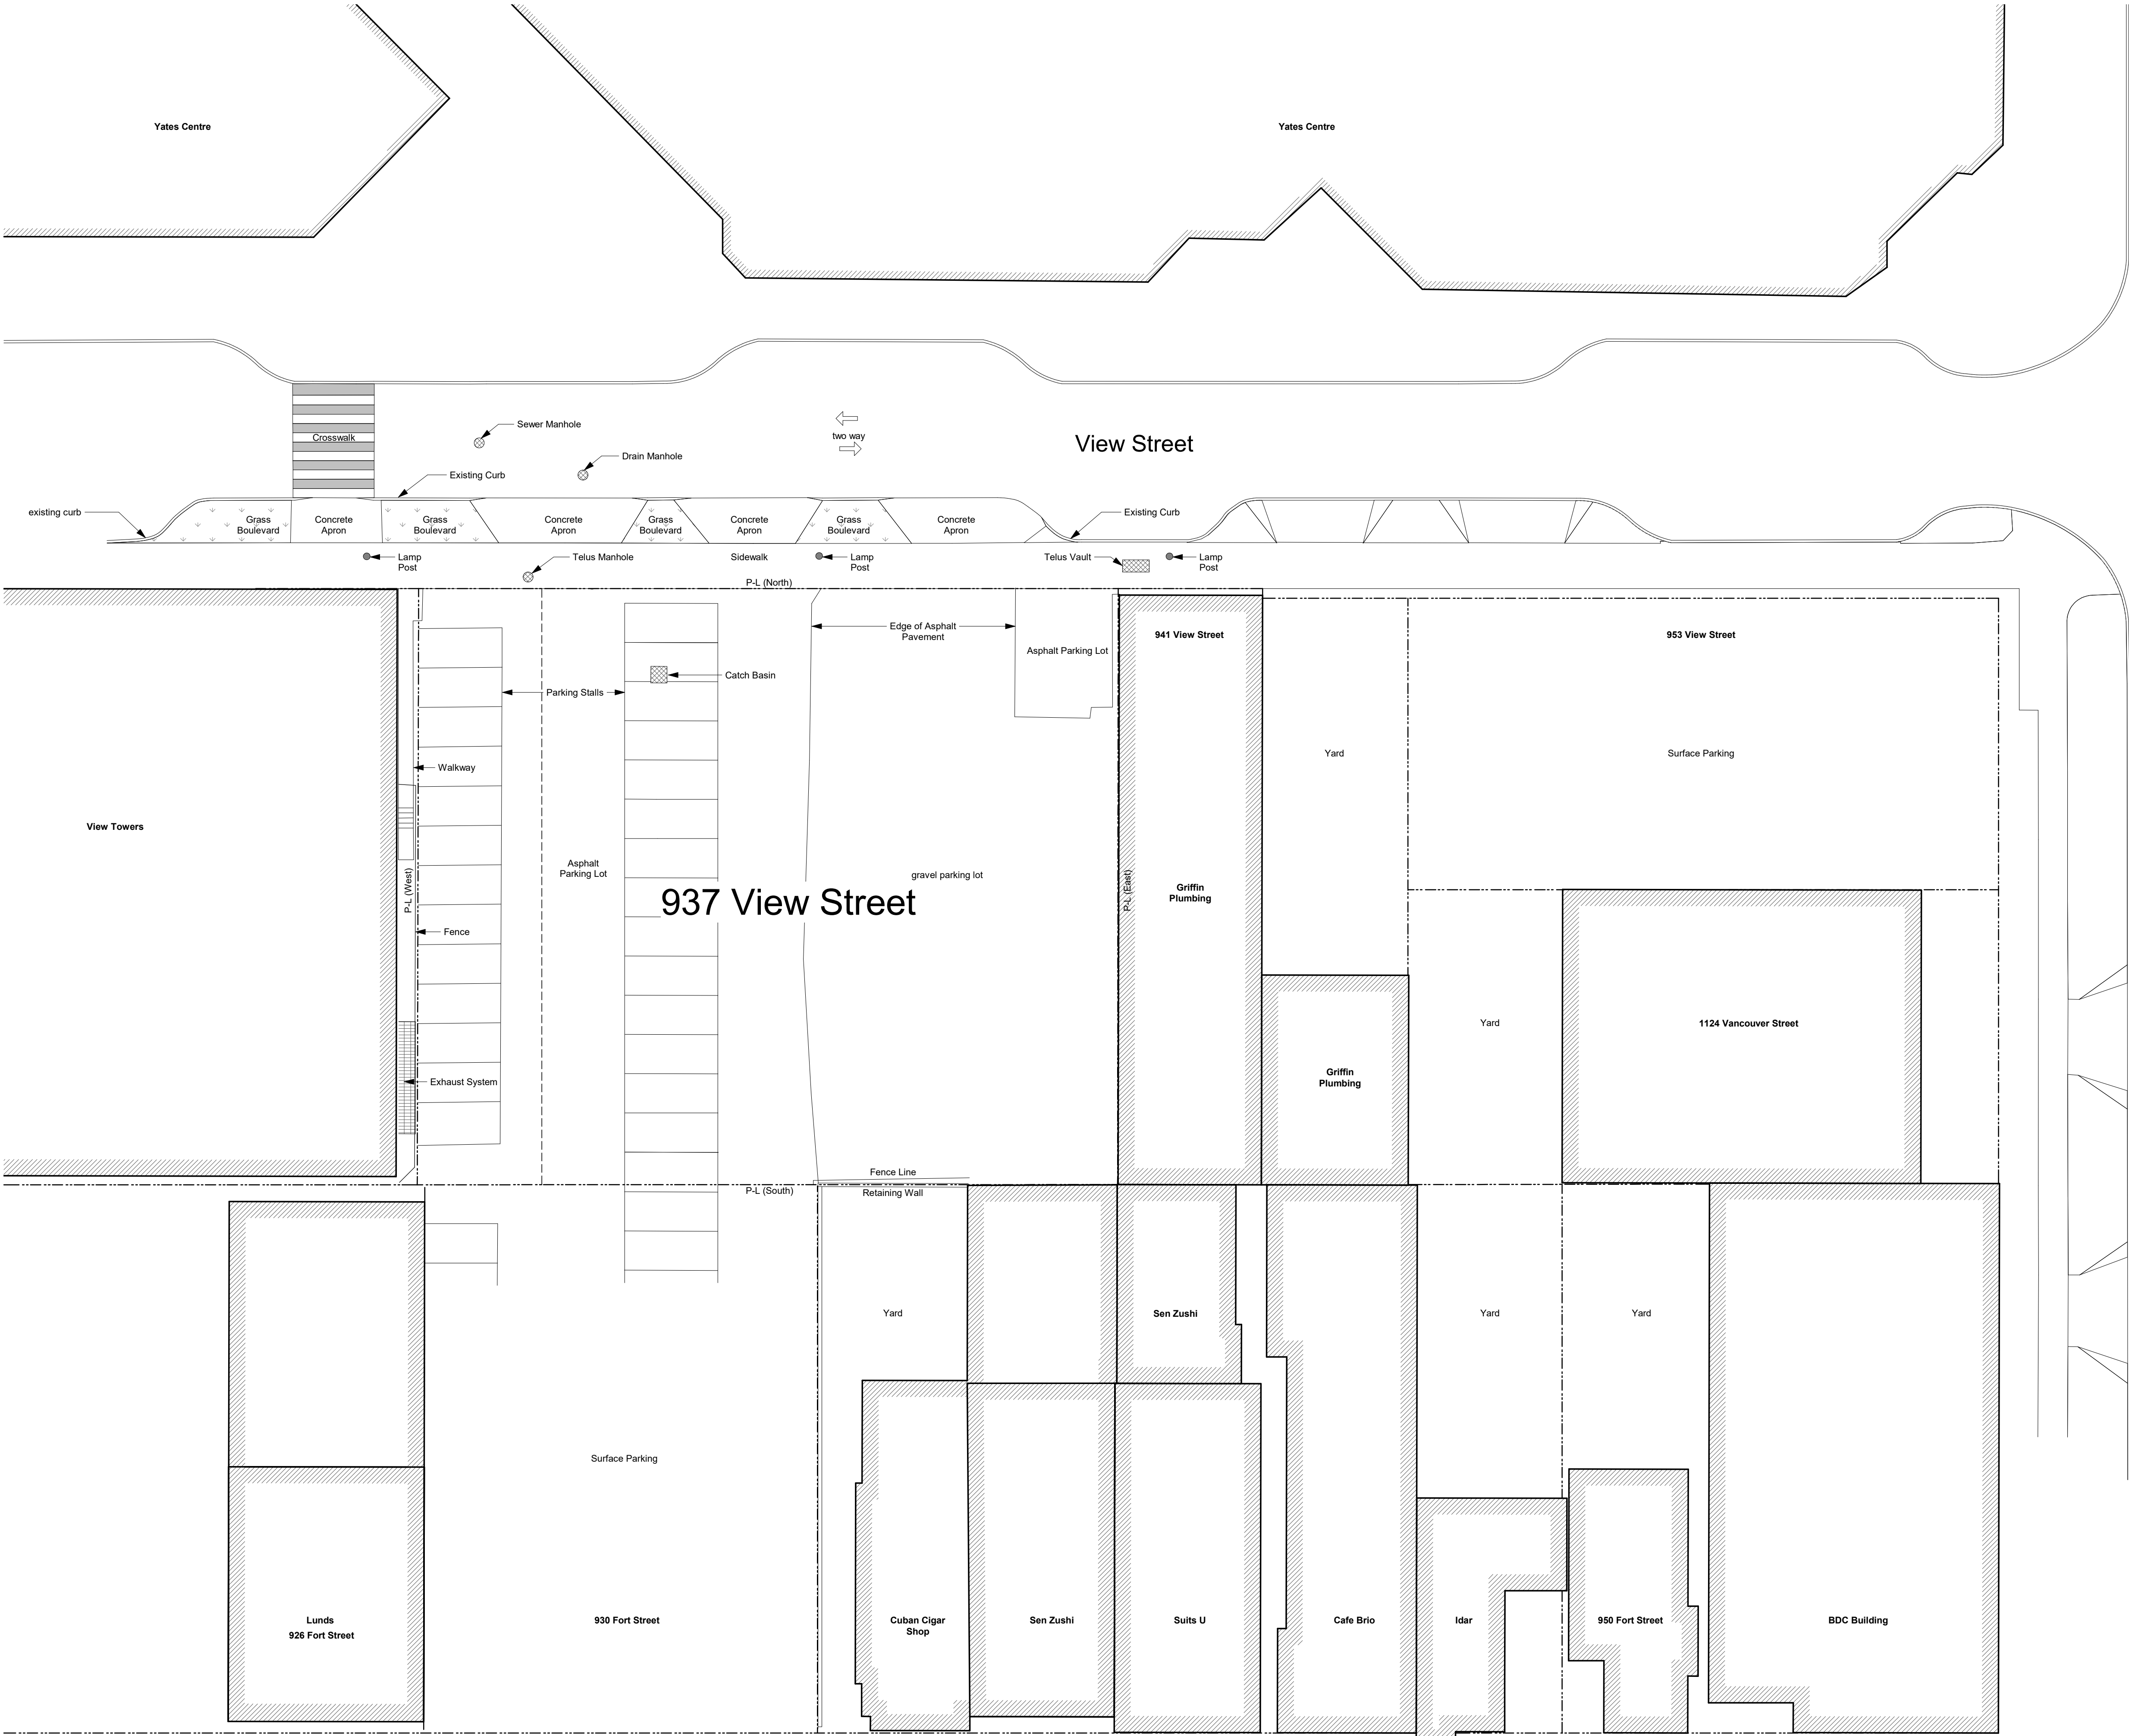 Yates Centre
Yates Centre
Sewer Manhole
two way
Crosswalk
View Street
Drain Manhole
Existing Curb
existing curb
Grass
Boulevard
Concrete
Apron
Grass
Boulevard
Concrete
Apron
Grass
Boulevard
Concrete
Apron
Grass
Boulevard
Concrete
Apron
Existing Curb
Lamp
Post
Telus Manhole
Sidewalk
Lamp
Post
Telus Vault
Lamp
Post
P-L (North)
Edge of Asphalt
Pavement
941 View Street
953 View Street
Asphalt Parking Lot
Catch Basin
Parking Stalls
Walkway
Yard
Surface Parking
View Towers
Asphalt
Parking Lot
gravel parking lot
P-L (West)
937 View Street
P-L (East)
Griffin
Plumbing
Fence
Yard
1124 Vancouver Street
Exhaust System
Griffin
Plumbing
Fence Line
P-L (South)
Retaining Wall
Yard
Sen Zushi
Yard
Yard
Surface Parking
Lunds
926 Fort Street
930 Fort Street
Cuban Cigar
Shop
Sen Zushi
Suits U
Cafe Brio
Idar
950 Fort Street
BDC Building